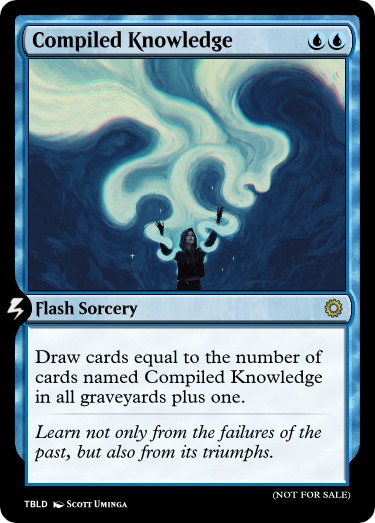 Compiled Knowledge
Flash Sorcery
Draw cards equal to the number of
cards named Compiled Knowledge
in all graveyards plus one.
Learn not only from the failures of the
past, but also from its triumphs.
(NOT FOR SALE)
TBLD Scott Uminga